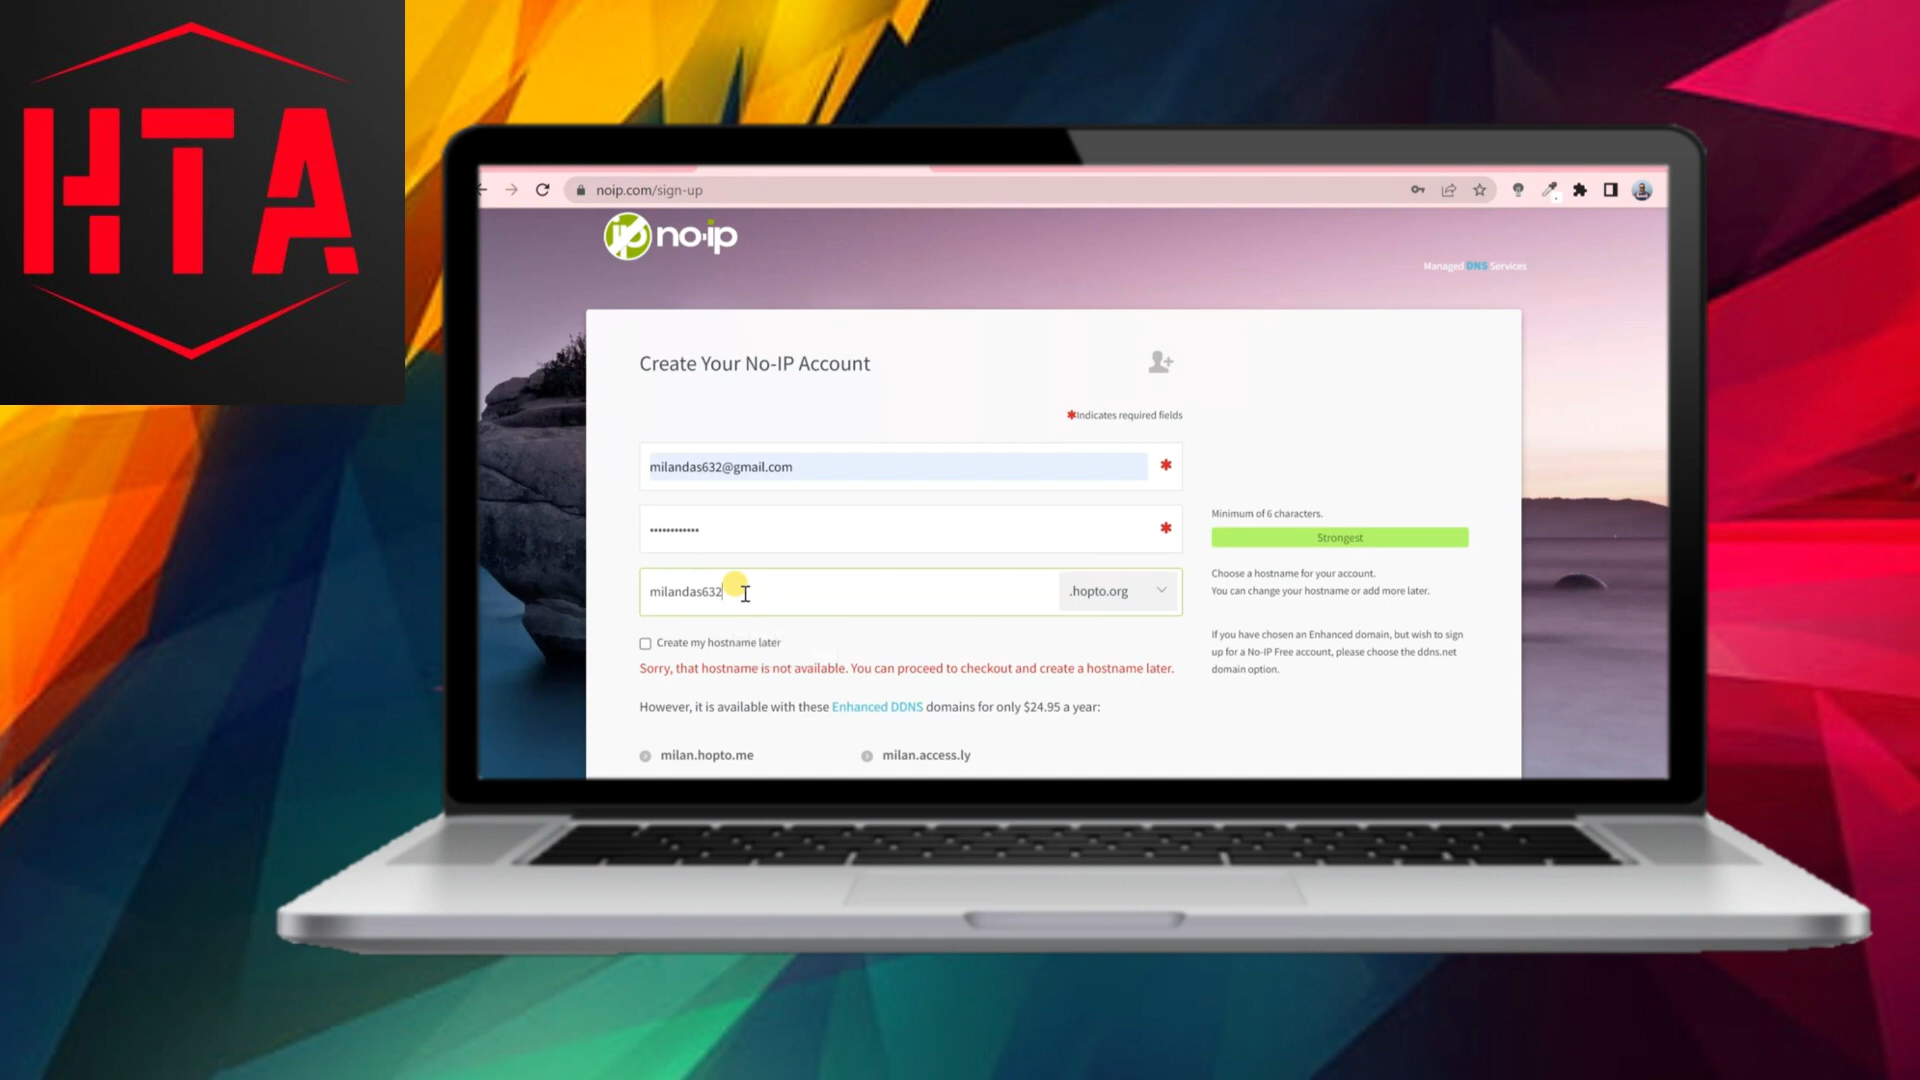 HTA
noip.com/sign-up
no-ip
Managed DNS Services
Create Your No-IP Account
*Indicates required fields
milandas632@gmail.com *
•••••••••••• *
Minimum of 6 characters.
Strongest
milandas632
.hopto.org
Choose a hostname for your account.
You can change your hostname or add more later.
Create my hostname later
Sorry, that hostname is not available. You can proceed to checkout and create a hostname later.
If you have chosen an Enhanced domain, but wish to sign
up for a No-IP Free account, please choose the ddns.net
domain option.
However, it is available with these Enhanced DDNS domains for only $24.95 a year:
milan.hopto.me
milan.access.ly